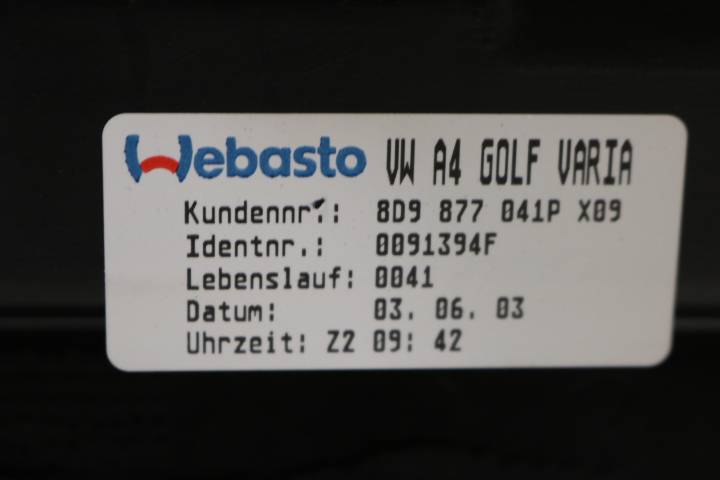 Webasto VW A4 GOLF VARIA
Kundennr.: 8D9 877 041P X09
Identnr.: 0091394F
Lebenslauf: 0041
Datum: 03. 06. 03
Uhrzeit: Z2 09: 42